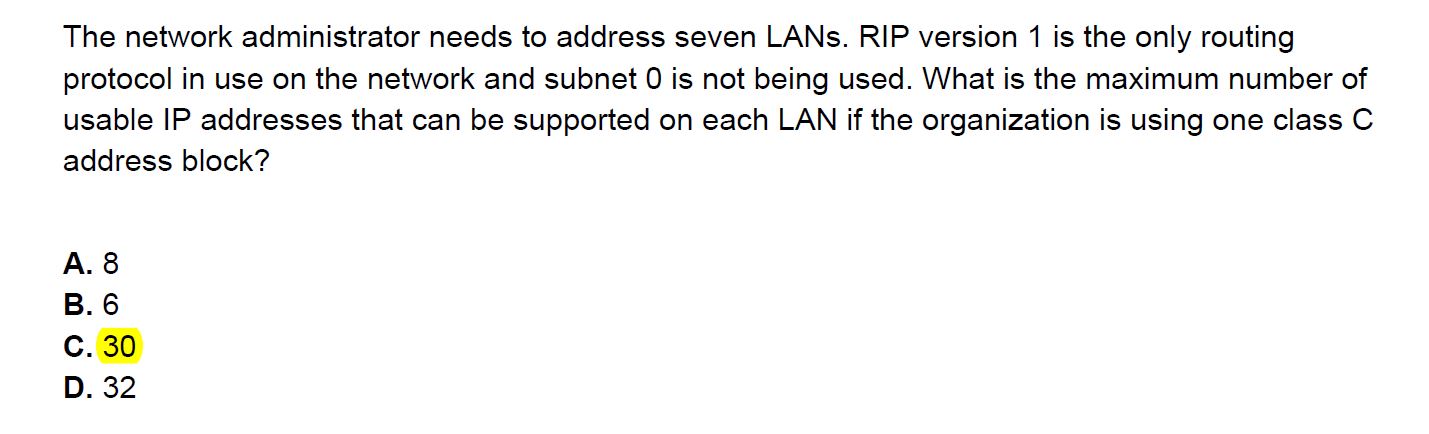 The network administrator needs to address seven LANs. RIP version 1 is the only routing
protocol in use on the network and subnet 0 is not being used. What is the maximum number of
usable IP addresses that can be supported on each LAN if the organization is using one class C
address block?
A. 8
B. 6
C. 30
D. 32